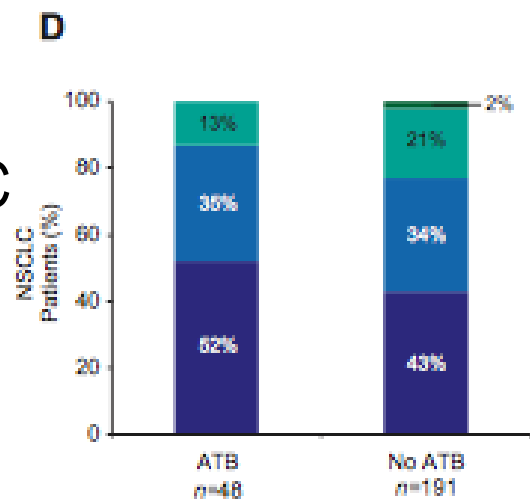 D
C
NSCLC
Patients (%)
100
80
60
40
20
0
13%
35%
52%
2%
21%
34%
43%
ATB
n=48
No ATB
n=191